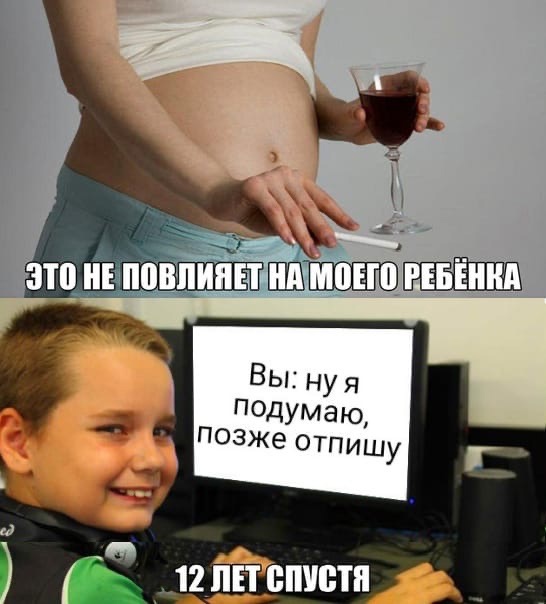 ЭТО НЕ ПОВЛИЯЕТ НА МОЕГО РЕБЁНКА
Вы: ну я
подумаю,
позже отпишу
12 ЛЕТ СПУСТЯ